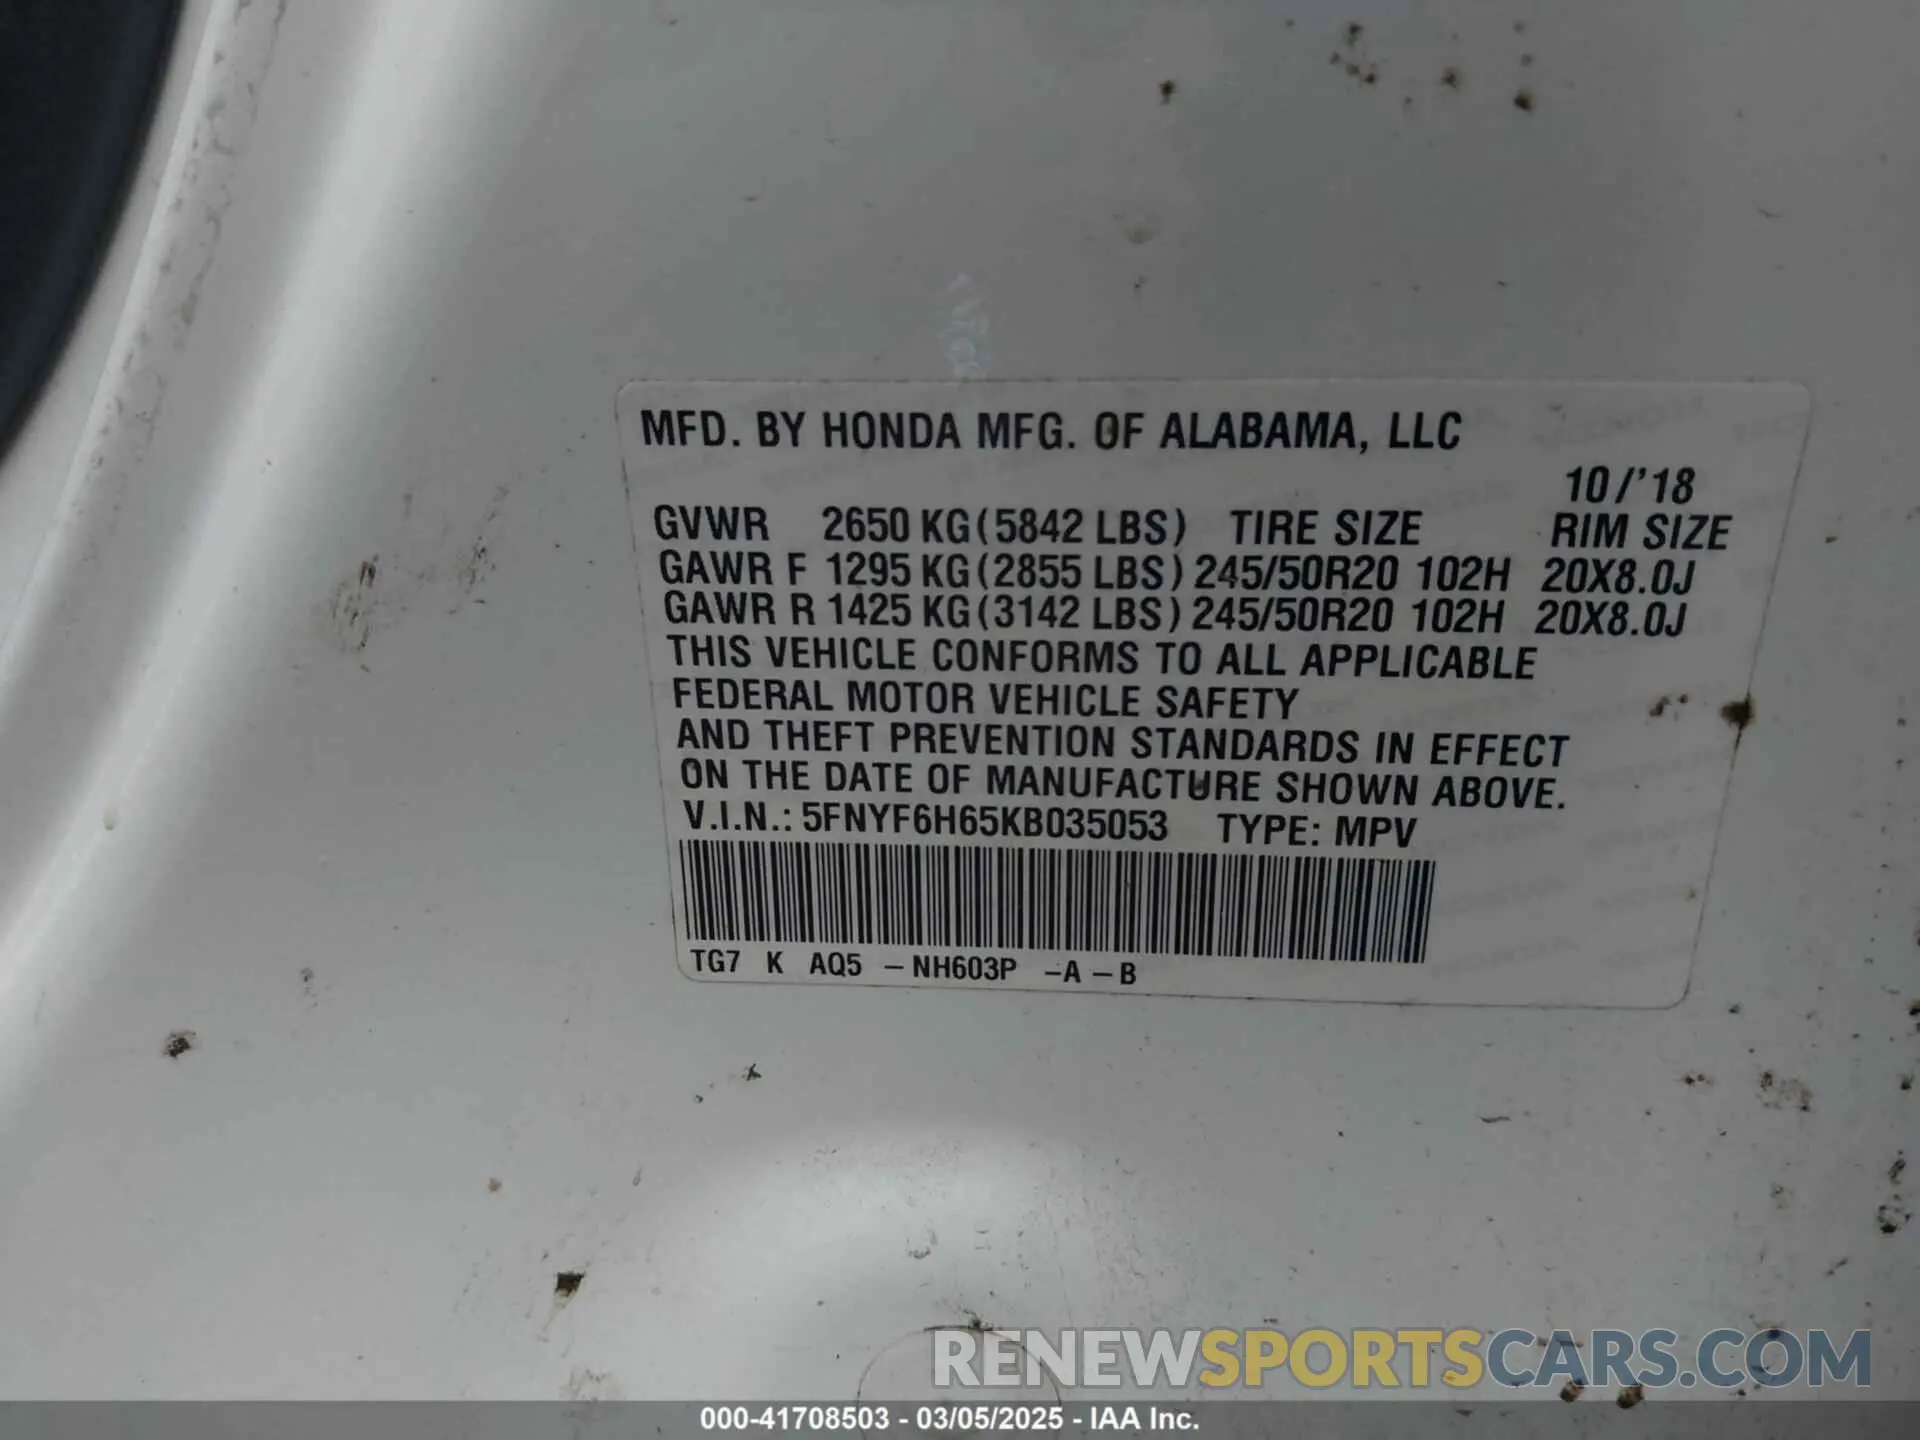 MFD. BY HONDA MFG. OF ALABAMA, LLC
10/'18
GVWR 2650 KG(5842 LBS) TIRE SIZE RIM SIZE
GAWR F 1295 KG(2855 LBS) 245/50R20 102H 20X8.0J
GAWR R 1425 KG(3142 LBS) 245/50R20 102H 20X8.0J
THIS VEHICLE CONFORMS TO ALL APPLICABLE
FEDERAL MOTOR VEHICLE SAFETY
AND THEFT PREVENTION STANDARDS IN EFFECT
ON THE DATE OF MANUFACTURE SHOWN ABOVE.
V.I.N.: 5FNYF6H65KB035053 TYPE: MPV
TG7 K AQ5 -NH603P -A-B
RENEWSPORTSCARS.COM
000-41708503 - 03/05/2025 - IAA Inc.